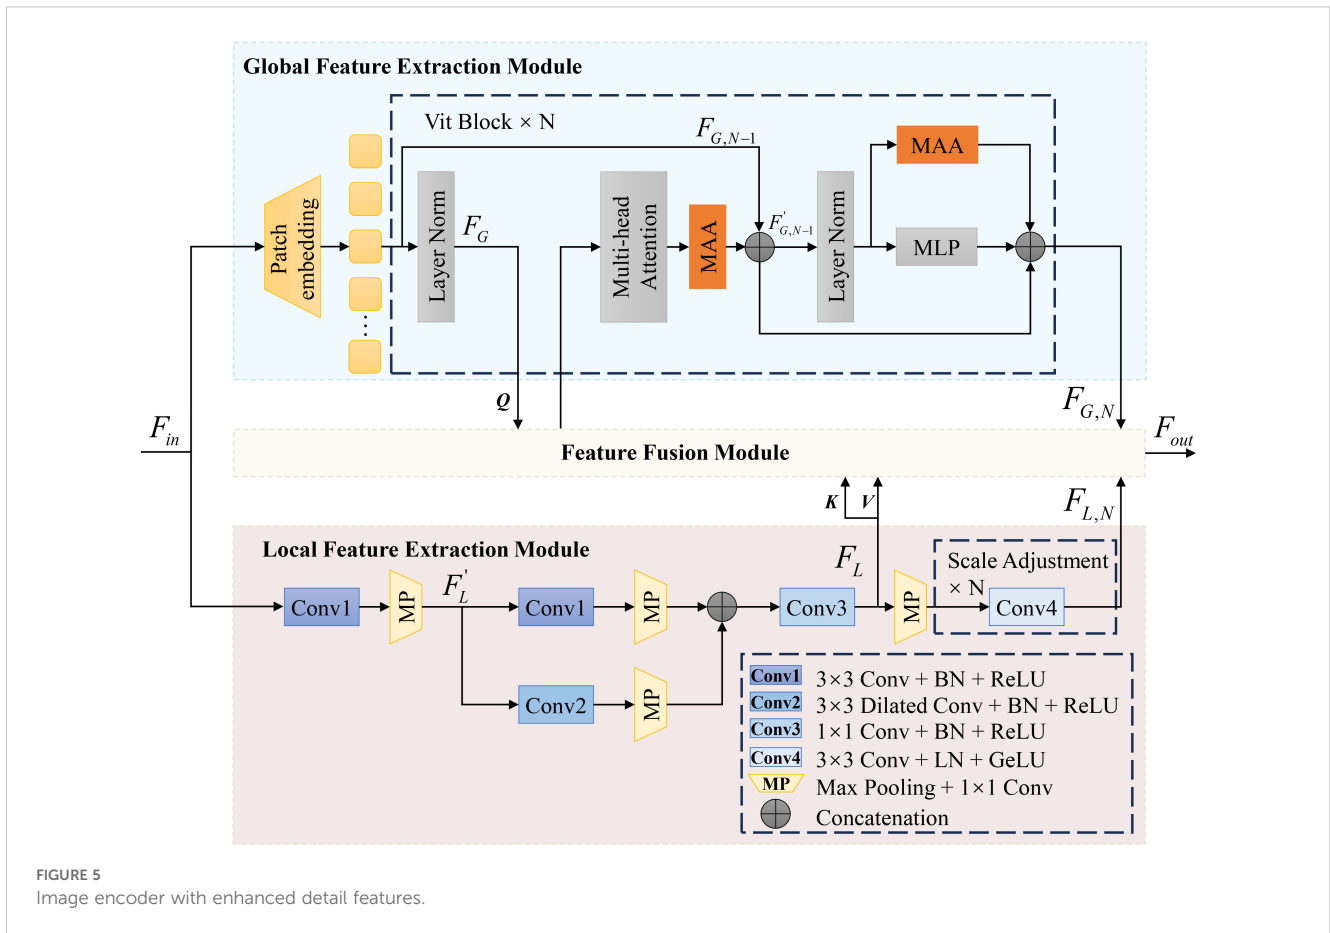 Global Feature Extraction Module
Vit Block × N
F_{G,N−1}
MAA
Patch
embedding
Layer Norm
F_G
Multi-head
Attention
MAA
F'_{G,N−1}
Layer Norm
MLP
Q
F_{G,N}
F_{in}
Feature Fusion Module
F_{out}
K
V
F_{L,N}
Local Feature Extraction Module
F_L
Scale Adjustment
× N
Conv1
MP
F'_L
Conv1
MP
Conv3
MP
Conv4
Conv2
MP
Conv1 3×3 Conv + BN + ReLU
Conv2 3×3 Dilated Conv + BN + ReLU
Conv3 1×1 Conv + BN + ReLU
Conv4 3×3 Conv + LN + GeLU
MP Max Pooling + 1×1 Conv
Concatenation
FIGURE 5
Image encoder with enhanced detail features.